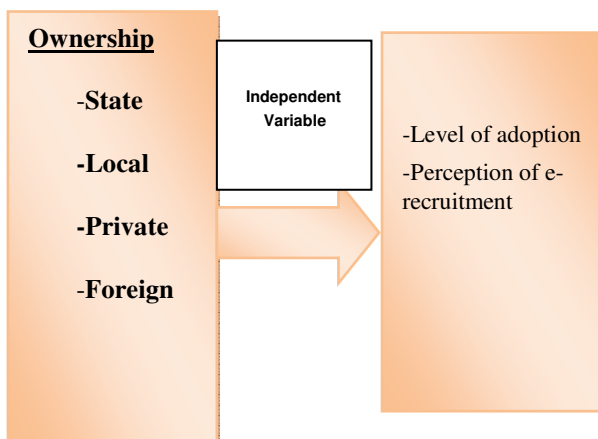 Ownership
-State
-Local
-Private
-Foreign
Independent
Variable
-Level of adoption
-Perception of e-
recruitment